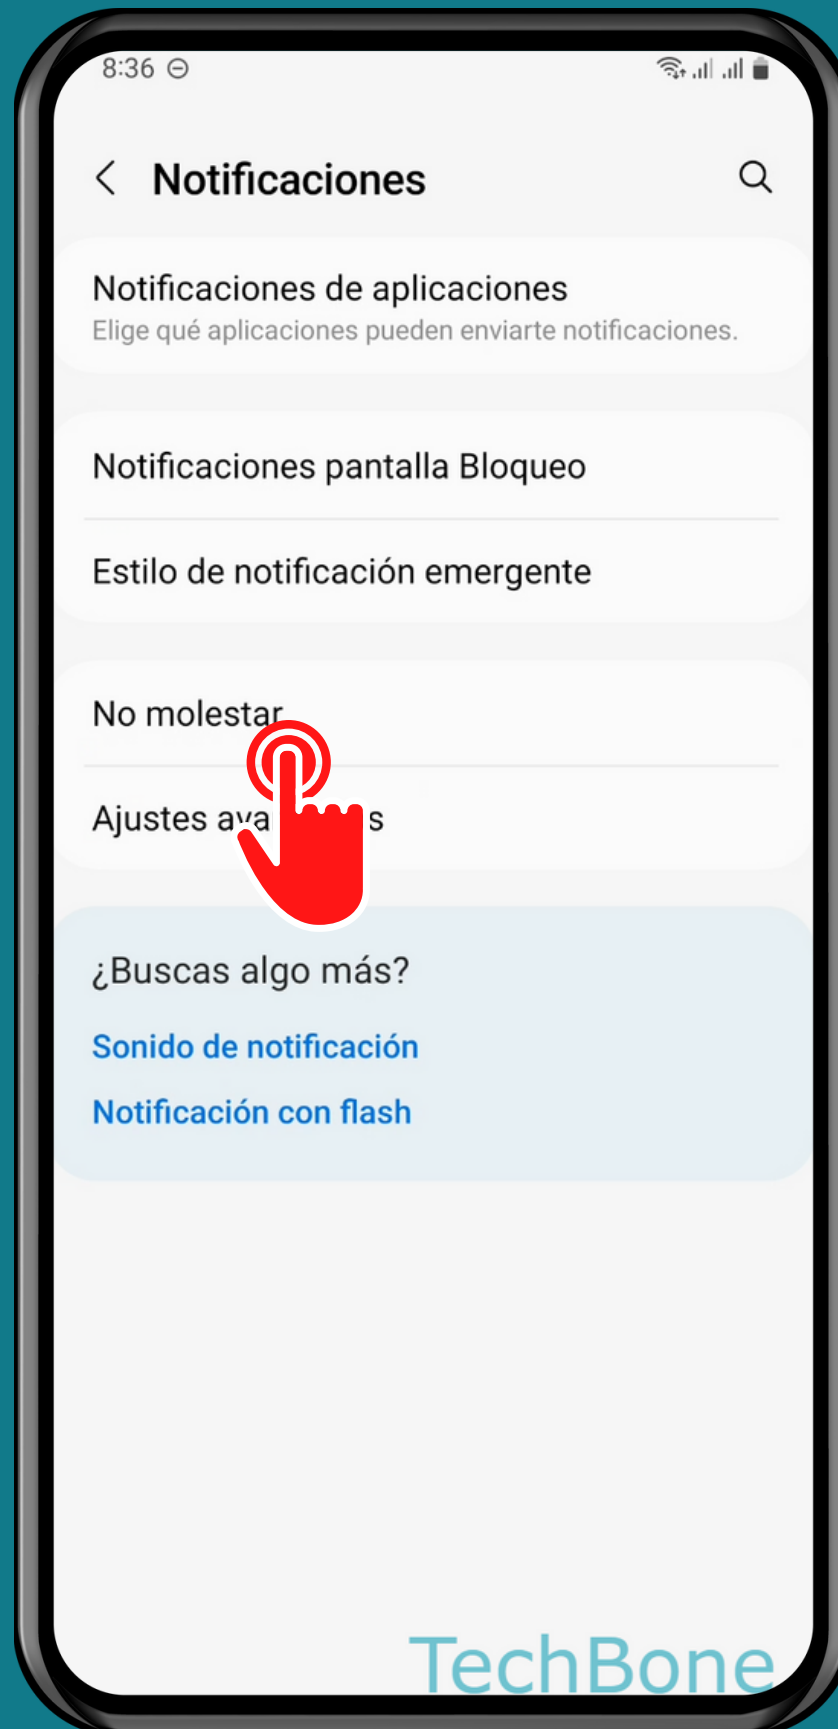 8:36
Notificaciones
Notificaciones de aplicaciones
Elige qué aplicaciones pueden enviarte notificaciones.
Notificaciones pantalla Bloqueo
Estilo de notificación emergente
No molestar
Ajustes
¿Buscas algo más?
Sonido de notificación
Notificación con flash
TechBone